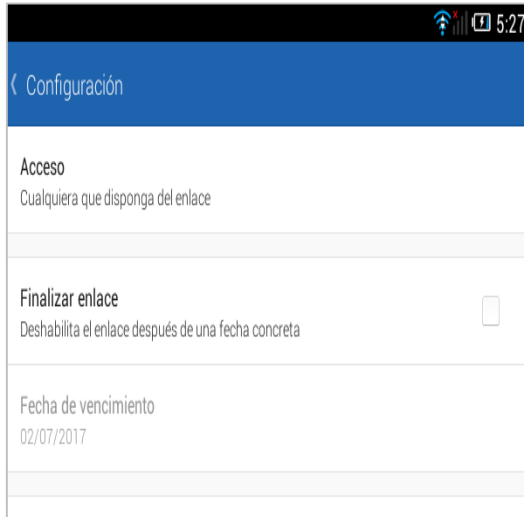 5:27
Configuración
Acceso
Cualquiera que disponga del enlace
Finalizar enlace
Deshabilita el enlace después de una fecha concreta
Fecha de vencimiento
02/07/2017